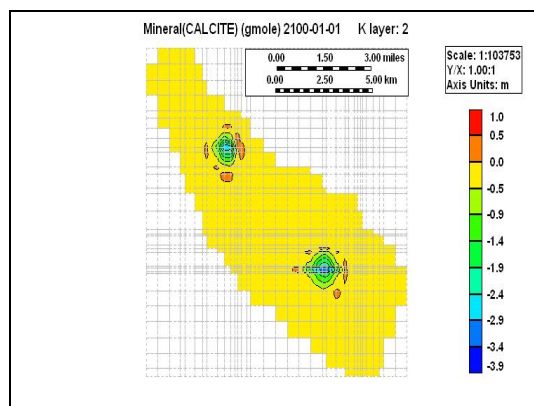 Mineral(CALCITE) (gmole) 2100-01-01 K layer: 2
0.00 1.50 3.00 miles
0.00 2.50 5.00 km
Scale: 1:103753
Y/X: 1.00:1
Axis Units: m
1.0
0.5
0.0
-0.5
-0.9
-1.4
-1.9
-2.4
-2.9
-3.4
-3.9